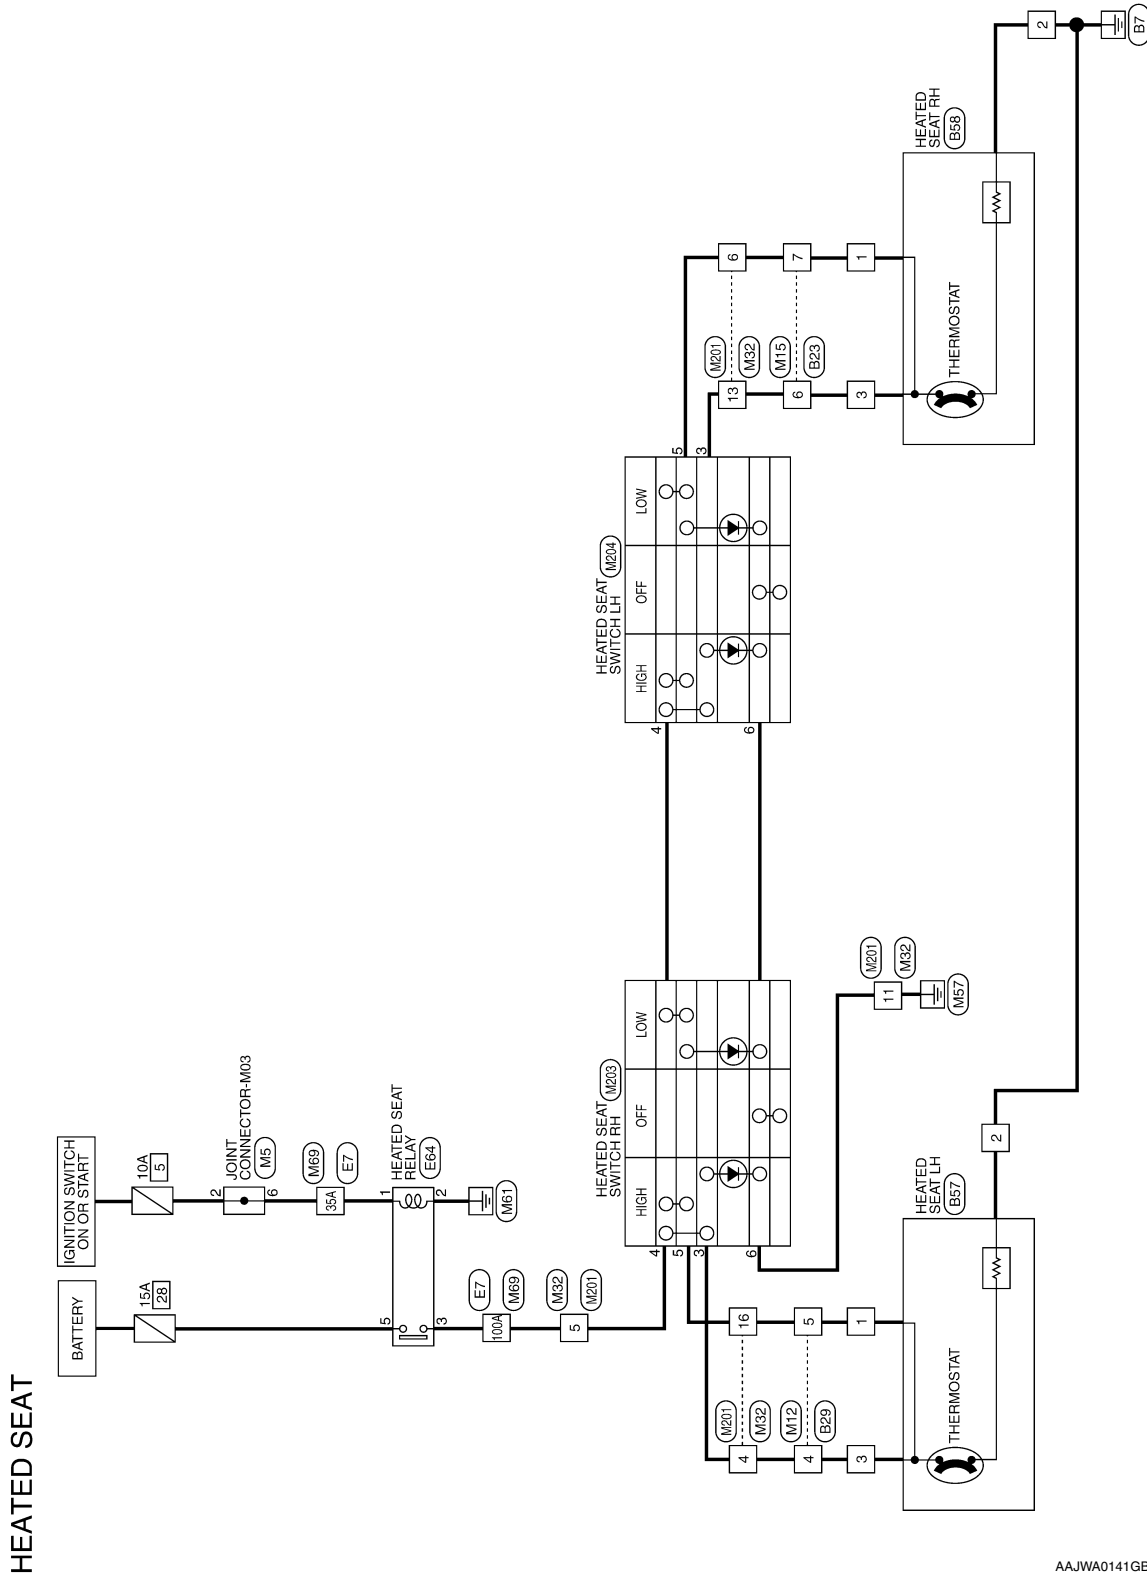 HEATED SEAT
BATTERY
IGNITION SWITCH
ON OR START
15A
28
10A
5
JOINT
CONNECTOR-M03
M5
2
6
M69
E7
35A
HEATED SEAT
RELAY
E64
5
1
3
2
M61
E7
M69
100A
M32
M201
5
HEATED SEAT
SWITCH RH
M203
HIGH
OFF
LOW
4
5
3
6
HEATED SEAT
SWITCH LH
M204
HIGH
OFF
LOW
4
6
5
3
M201
M32
4
16
M12
B29
4
5
3
1
M201
M32
11
M57
M201
M32
13
6
M15
B23
6
7
3
1
THERMOSTAT
HEATED
SEAT LH
B57
2
THERMOSTAT
HEATED
SEAT RH
B58
2
B7
AAJWA0141GB